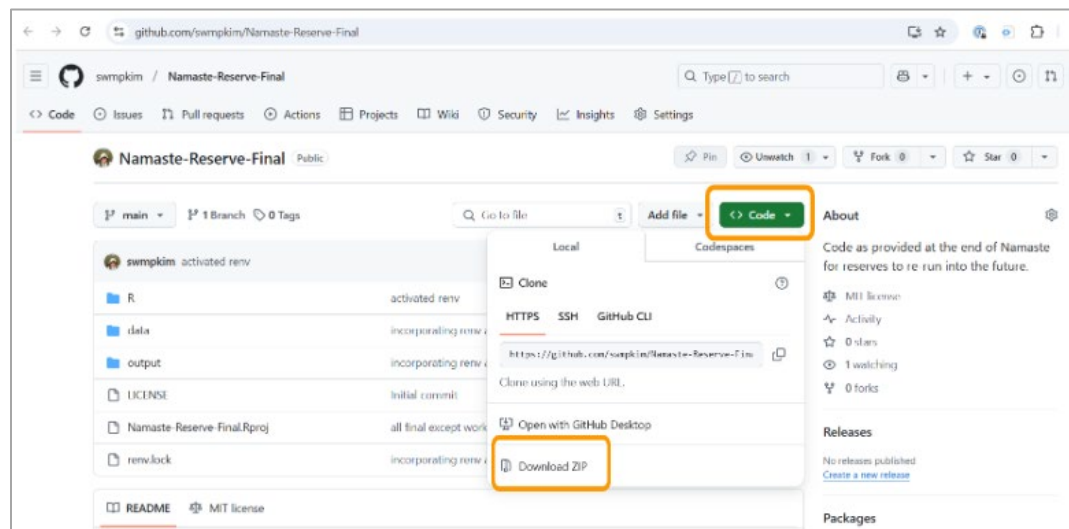 github.com/swmpkim/Namaste-Reserve-Final
swmpkim / Namaste-Reserve-Final
Type / to search
Code Issues Pull requests Actions Projects Wiki Security Insights Settings
Namaste-Reserve-Final Public
Pin Unwatch 1 Fork 0 Star 0
main 1 Branch 0 Tags
Go to file t
Add file
<> Code
About
Local Codespaces
Code as provided at the end of Namaste
for reserves to re-run into the future.
swmpkim activated renv
Clone
MIT license
R activated renv
HTTPS SSH GitHub CLI
Activity
data incorporating renv
https://github.com/swmpkim/Namaste-Reserve-Fin
0 stars
output incorporating renv
Clone using the web URL.
1 watching
LICENSE Initial commit
0 forks
Namaste-Reserve-Final.Rproj all final except work
Open with GitHub Desktop
Releases
renv.lock incorporating renv
Download ZIP
No releases published
Create a new release
README MIT license
Packages